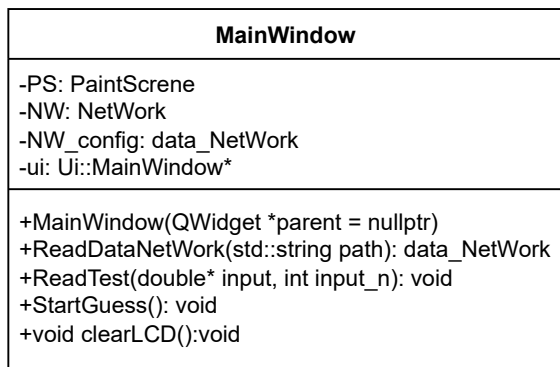 MainWindow
-PS: PaintScrene
-NW: NetWork
-NW_config: data_NetWork
-ui: Ui::MainWindow*
+MainWindow(QWidget *parent = nullptr)
+ReadDataNetWork(std::string path): data_NetWork
+ReadTest(double* input, int input_n): void
+StartGuess(): void
+void clearLCD():void